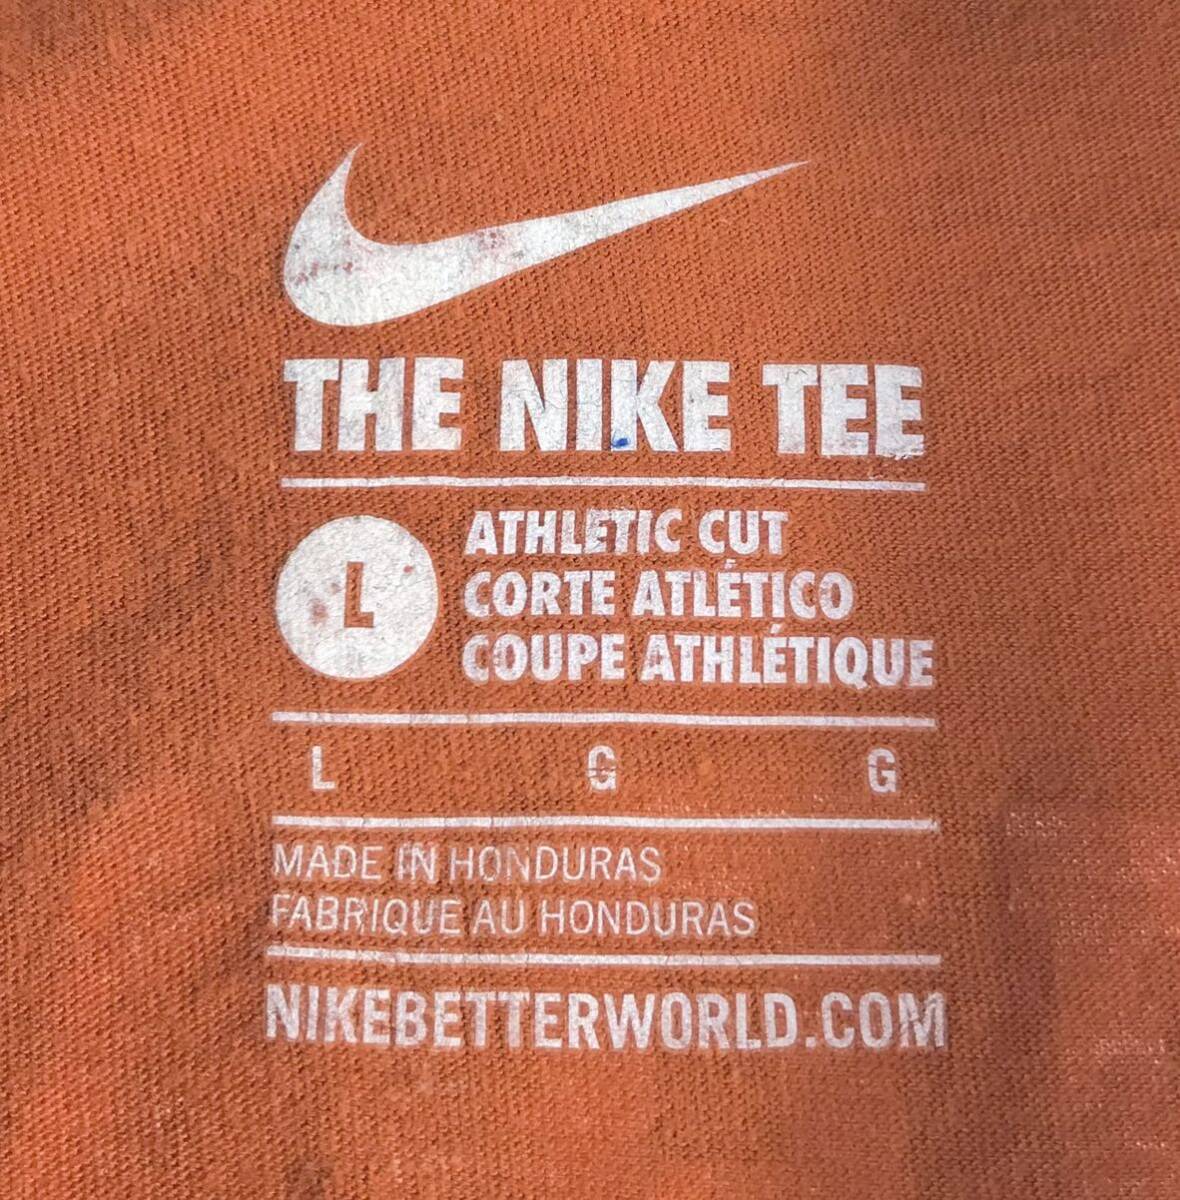 THE NIKE TEE
L
ATHLETIC CUT
CORTE ATLÉTICO
COUPE ATHLÉTIQUE
L G G
MADE IN HONDURAS
FABRIQUE AU HONDURAS
NIKEBETTERWORLD.COM